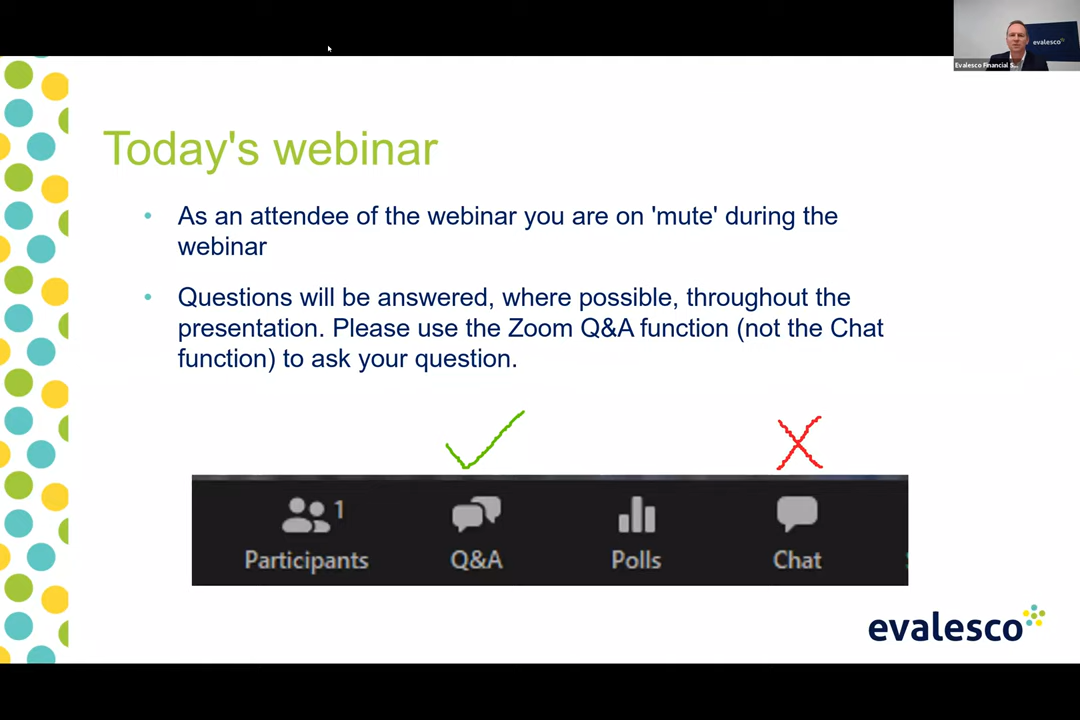 evalesco
Evalesco Financial S...
Today's webinar
• As an attendee of the webinar you are on 'mute' during the
webinar
• Questions will be answered, where possible, throughout the
presentation. Please use the Zoom Q&A function (not the Chat
function) to ask your question.
1
Participants
Q&A
Polls
Chat
evalesco